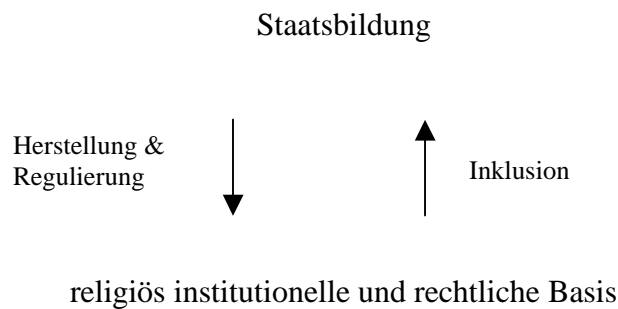 Staatsbildung
Herstellung &
Regulierung
Inklusion
religiös institutionelle und rechtliche Basis